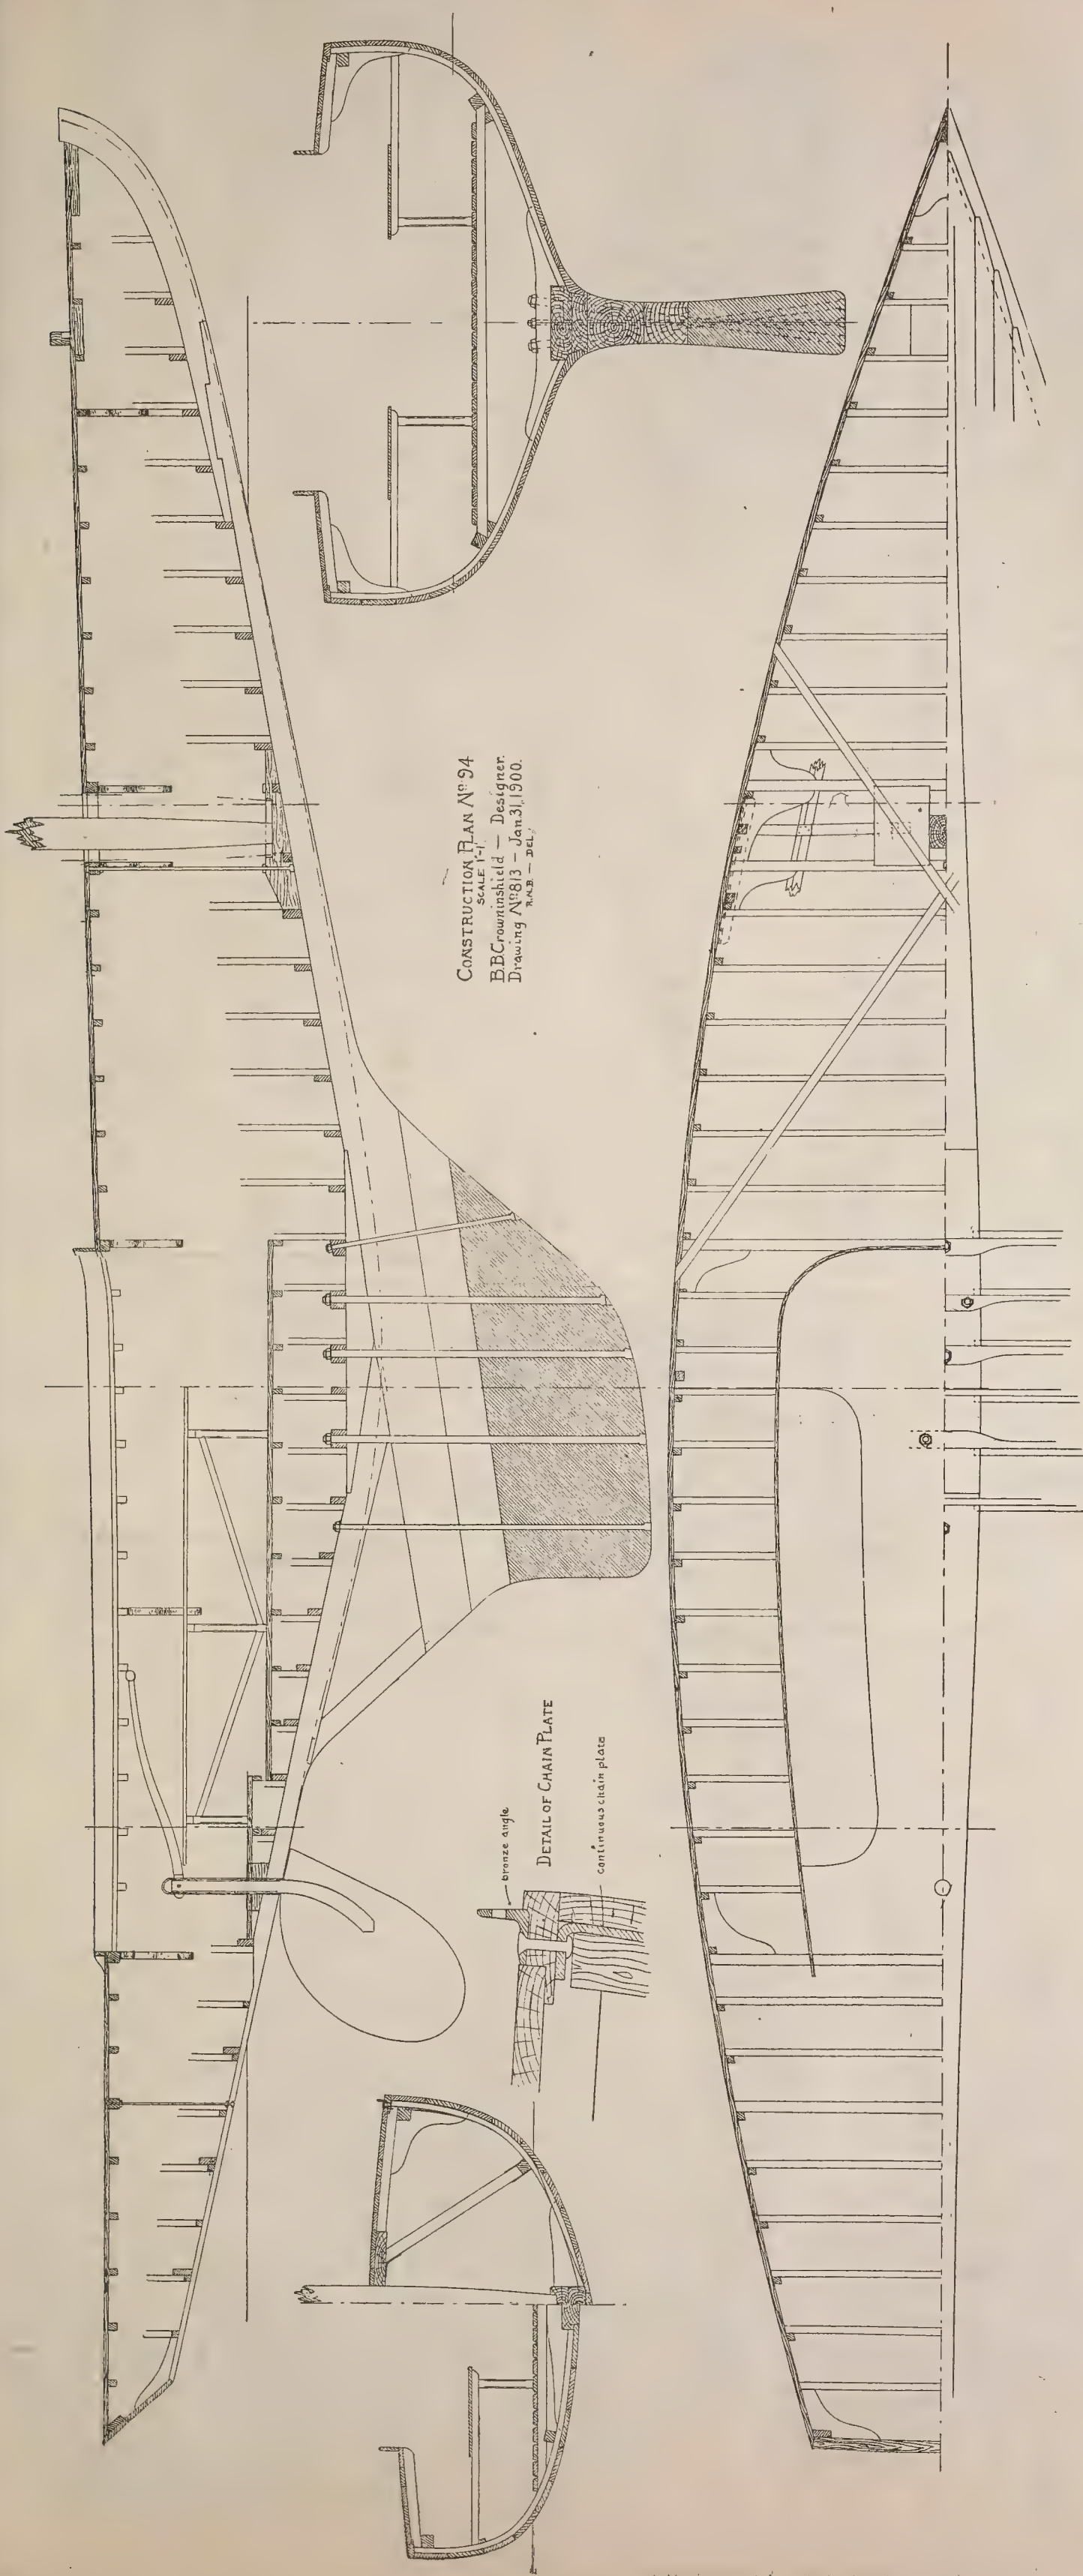 CONSTRUCTION PLAN No 94
SCALE 1"-1'
B.B.Crowninshield — Designer.
Drawing No 813 — Jan 31, 1900.
R.N.B. — DEL.
DETAIL OF CHAIN PLATE
bronze angle
continuous chain plate